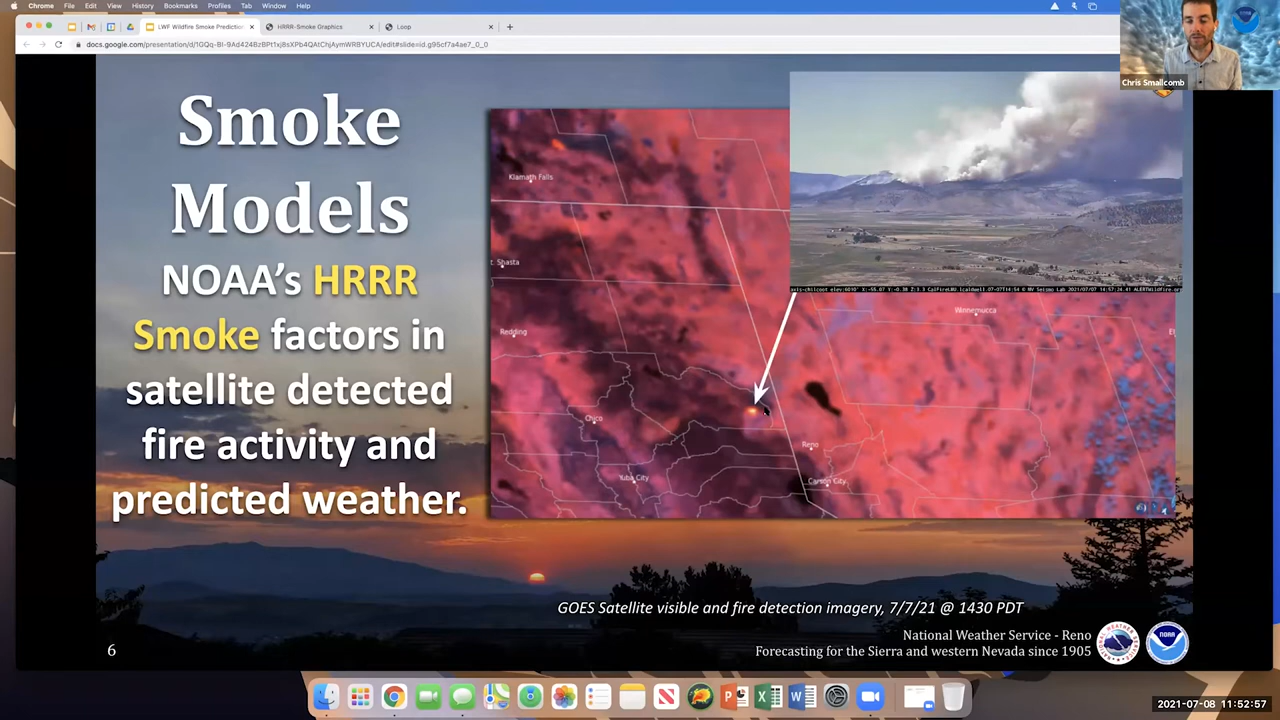 Chrome File Edit View History Bookmarks Profiles Tab Window Help
LWF Wildfire Smoke Prediction
HRRR-Smoke Graphics
Loop
Chris Smallcomb
Smoke
Models
NOAA's HRRR
Smoke factors in
satellite detected
fire activity and
predicted weather.
Klamath Falls
t Shasta
Redding
Chico
Yuba City
Reno
Carson City
Winnemucca
El
GOES Satellite visible and fire detection imagery, 7/7/21 @ 1430 PDT
National Weather Service - Reno
Forecasting for the Sierra and western Nevada since 1905
NOAA
6
2021-07-08 11:52:57